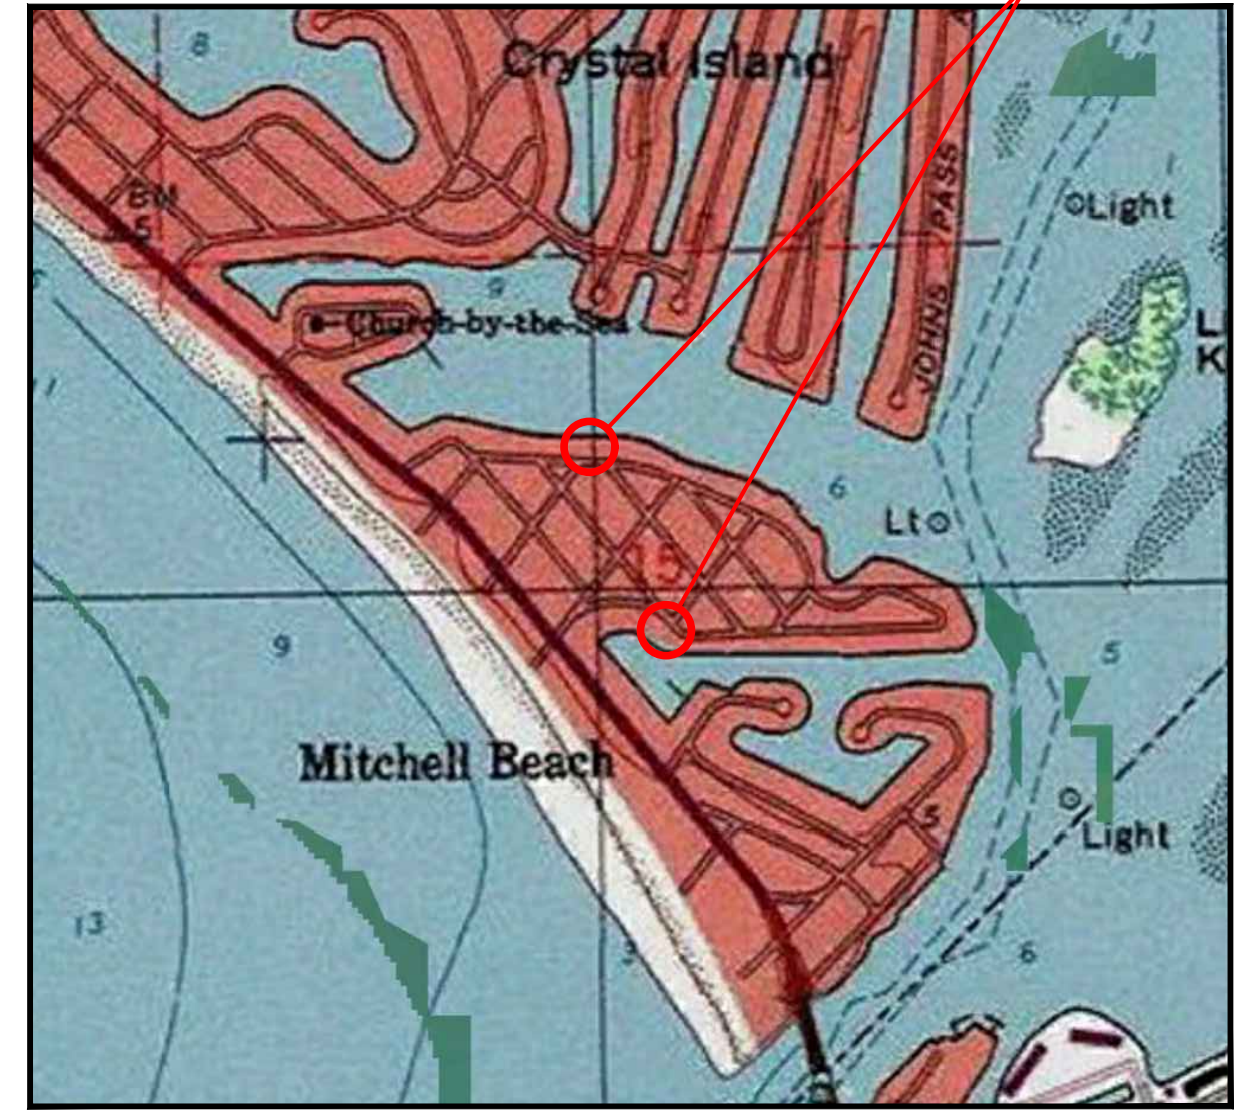 8
Crystal Island
JOHNS PASS
Light
BM
5
9
Church-by-the-Sea
L
K
11
6
Lt
15
9
5
Mitchell Beach
5
Light
13
6